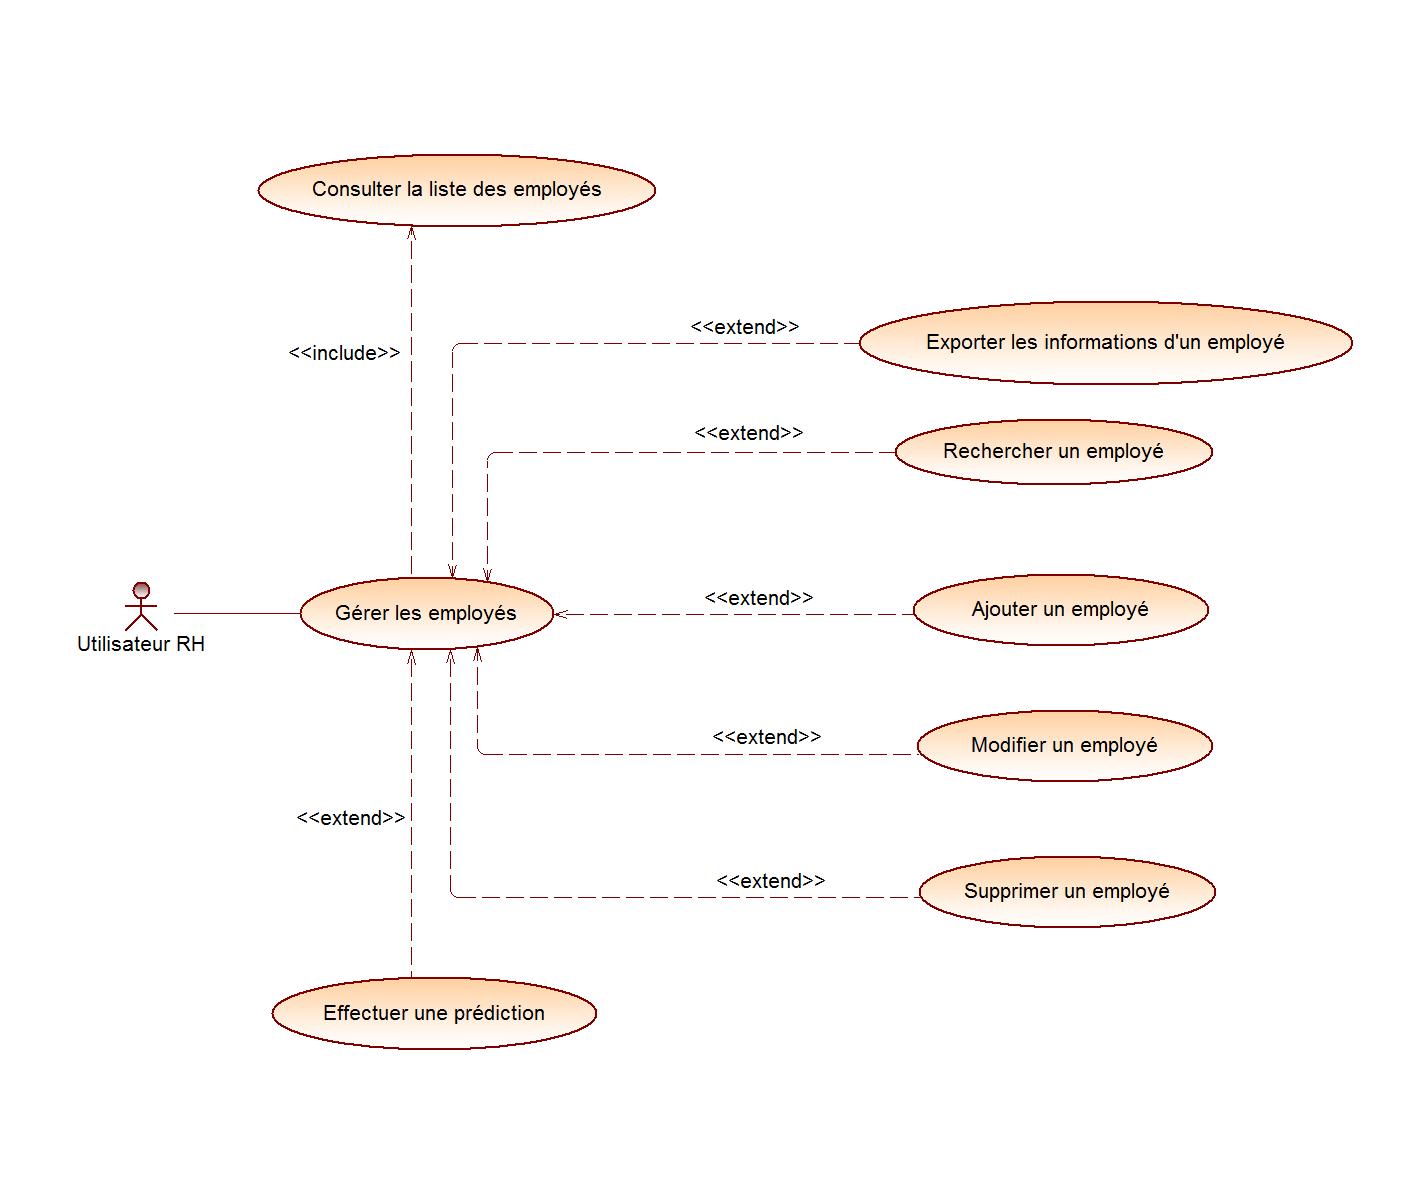 Consulter la liste des employés
<<extend>>
Exporter les informations d'un employé
<<include>>
<<extend>>
Rechercher un employé
<<extend>>
Ajouter un employé
Gérer les employés
Utilisateur RH
<<extend>>
Modifier un employé
<<extend>>
<<extend>>
Supprimer un employé
Effectuer une prédiction